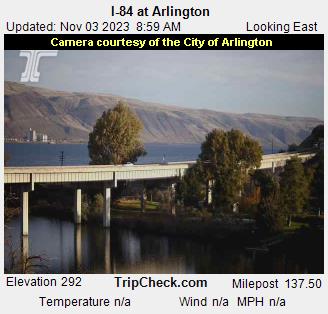 I-84 at Arlington
Updated: Nov 03 2023 8:59 AM Looking East
Camera courtesy of the City of Arlington
Elevation 292 TripCheck.com Milepost 137.50
Temperature n/a Wind n/a MPH n/a